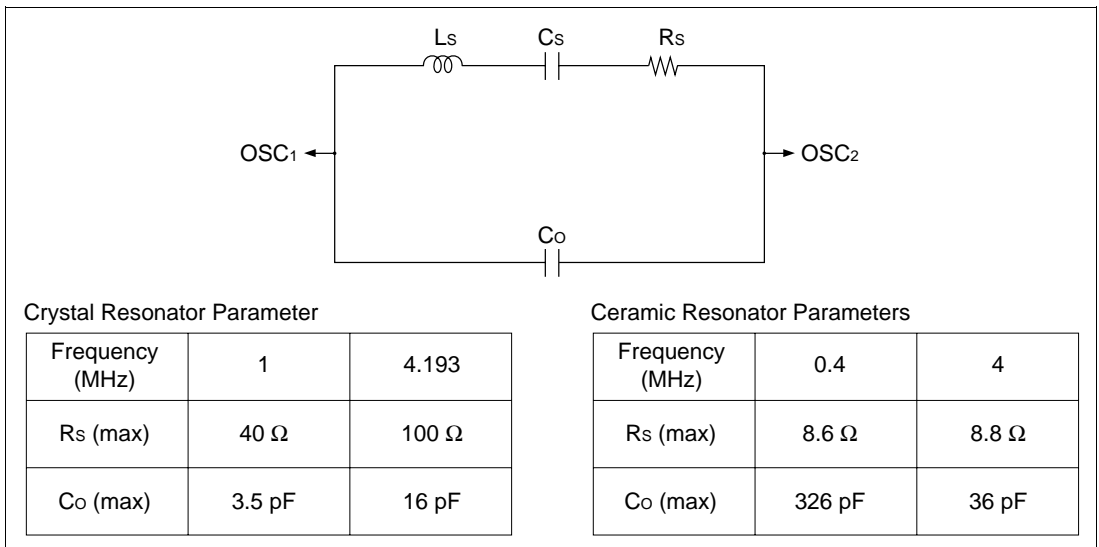 Ls Cs Rs
OSC1 OSC2
Co
Crystal Resonator Parameter
Frequency (MHz) 1 4.193
Rs (max) 40 Ω 100 Ω
Co (max) 3.5 pF 16 pF
Ceramic Resonator Parameters
Frequency (MHz) 0.4 4
Rs (max) 8.6 Ω 8.8 Ω
Co (max) 326 pF 36 pF